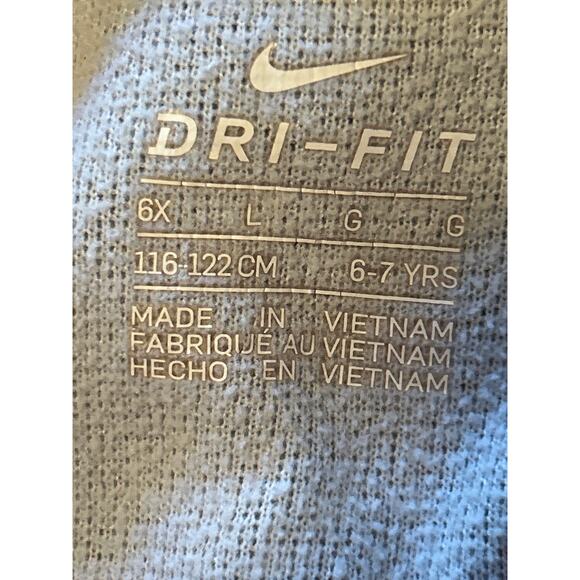 DRI-FIT
6X L G G
116-122 CM 6-7 YRS
MADE IN VIETNAM
FABRIQUÉ AU VIETNAM
HECHO EN VIETNAM